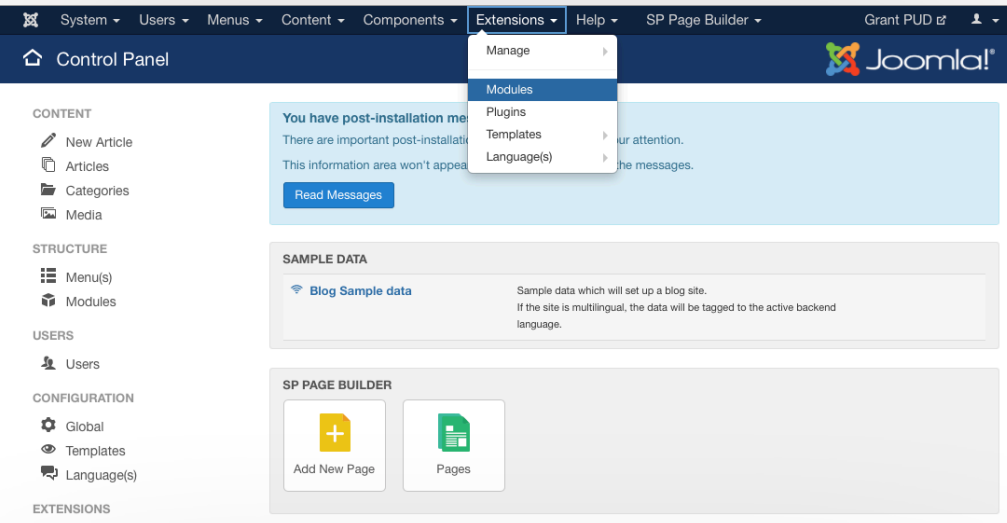 System Users Menus Content Components Extensions Help SP Page Builder Grant PUD
Control Panel
Joomla!®
Manage
Modules
Plugins
Templates
Language(s)
CONTENT
New Article
Articles
Categories
Media
STRUCTURE
Menu(s)
Modules
USERS
Users
CONFIGURATION
Global
Templates
Language(s)
EXTENSIONS
You have post-installation me
There are important post-installati ur attention.
This information area won't appea the messages.
Read Messages
SAMPLE DATA
Blog Sample data
Sample data which will set up a blog site.
If the site is multilingual, the data will be tagged to the active backend
language.
SP PAGE BUILDER
Add New Page
Pages